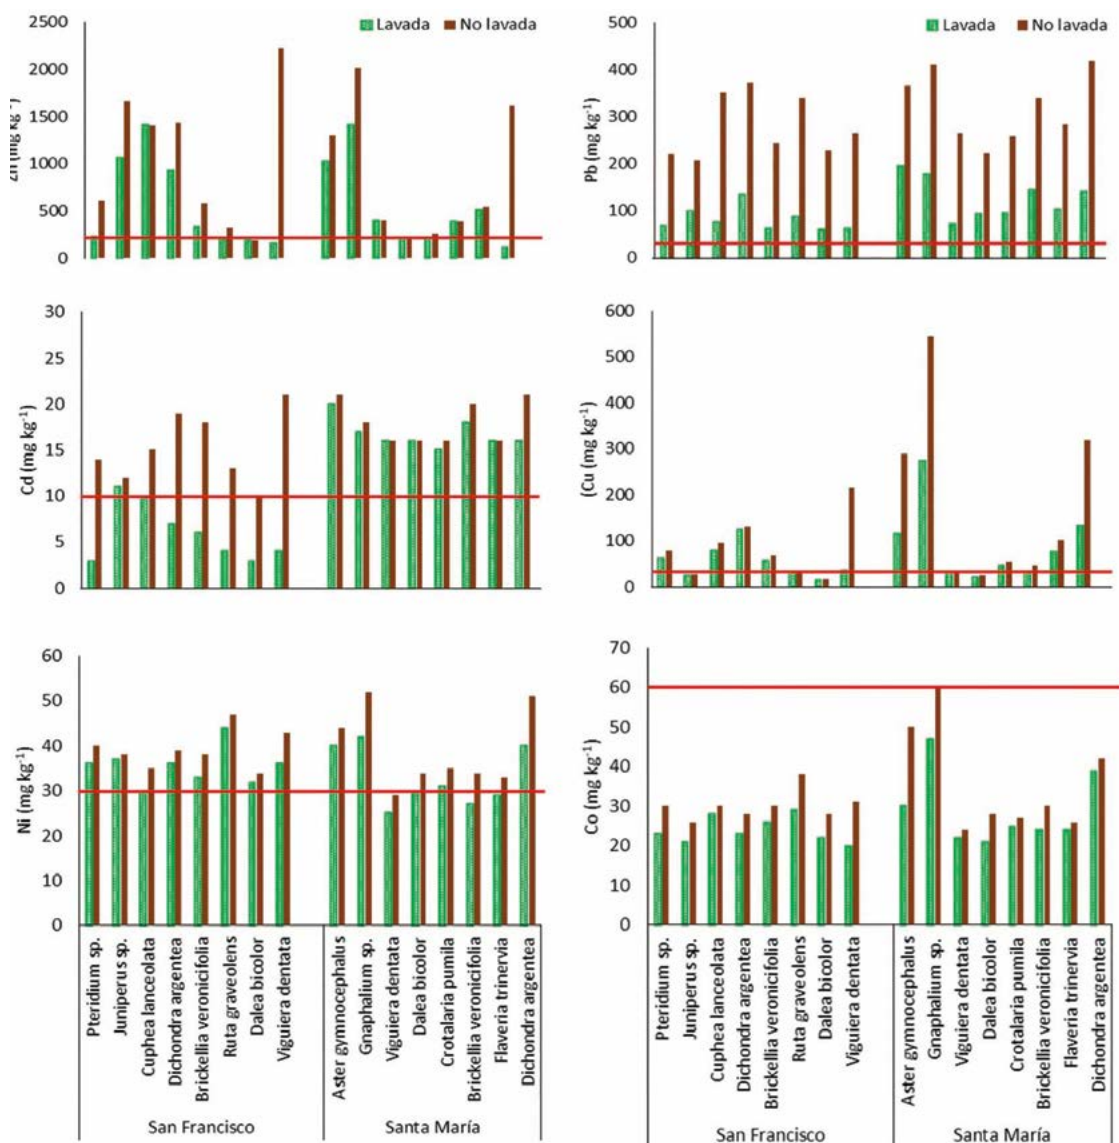 2500
2000
1500
1000
500
0
Zn (mg kg⁻¹)
Lavada No lavada
500
400
300
200
100
0
Pb (mg kg⁻¹)
Lavada No lavada
30
25
20
15
10
5
0
Cd (mg kg⁻¹)
600
500
400
300
200
100
0
(Cu (mg kg⁻¹)
60
50
40
30
20
10
0
Ni (mg kg⁻¹)
Pteridium sp.
Juniperus sp.
Cuphea lanceolata
Dichondra argentea
Brickellia veronicifolia
Ruta graveolens
Dalea bicolor
Viguiera dentata
Aster gymnocephalus
Gnaphalium sp.
Viguiera dentata
Dalea bicolor
Crotalaria pumila
Brickellia veronicifolia
Flaveria trinervia
Dichondra argentea
San Francisco Santa María
70
60
50
40
30
20
10
0
Co (mg kg⁻¹)
Pteridium sp.
Juniperus sp.
Cuphea lanceolata
Dichondra argentea
Brickellia veronicifolia
Ruta graveolens
Dalea bicolor
Viguiera dentata
Aster gymnocephalus
Gnaphalium sp.
Viguiera dentata
Dalea bicolor
Crotalaria pumila
Brickellia veronicifolia
Flaveria trinervia
Dichondra argentea
San Francisco Santa María